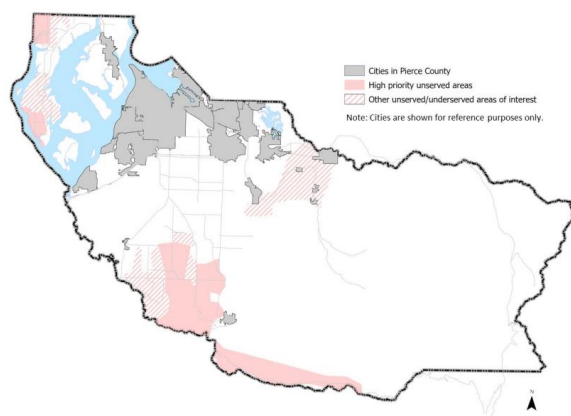 Cities in Pierce County
High priority unserved areas
Other unserved/underserved areas of interest
Note: Cities are shown for reference purposes only.
N